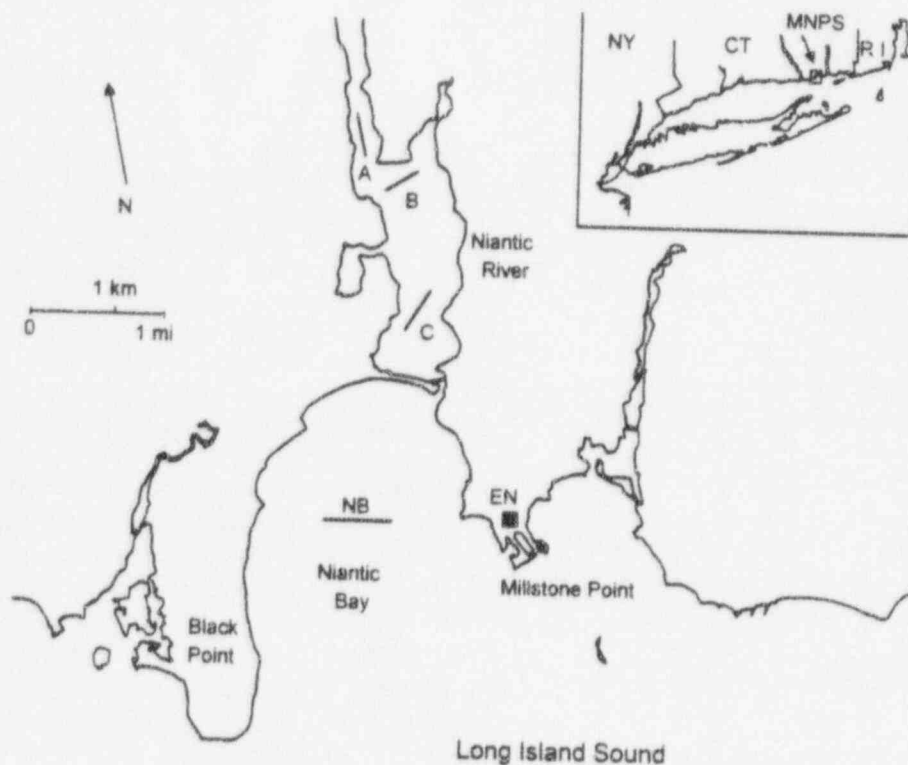 MNPS
NY
CT
R I
A
B
N
Niantic
River
1 km
0
1 mi
C
EN
NB
Niantic
Bay
Millstone Point
Black
Point
Long Island Sound